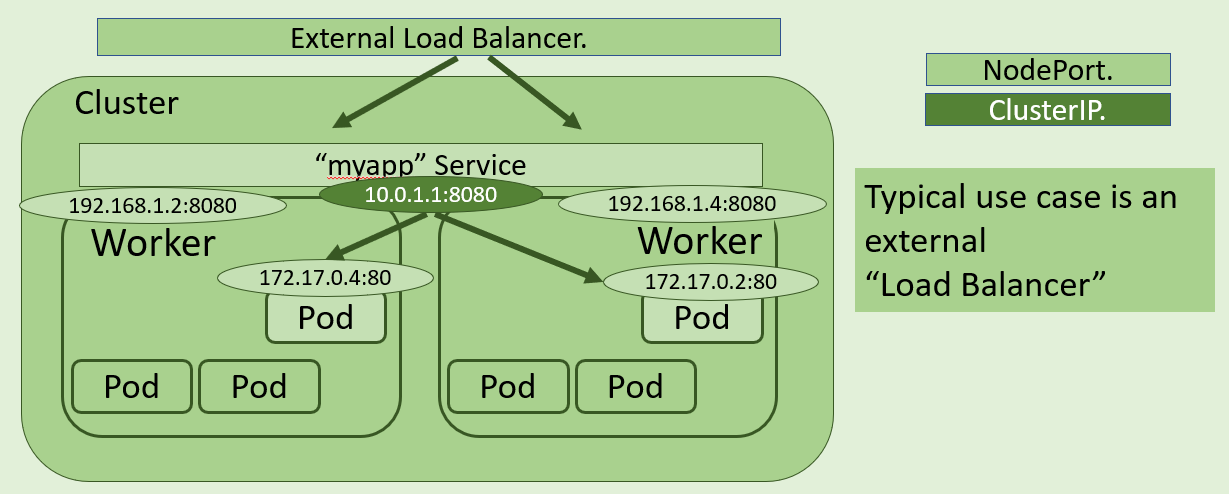 External Load Balancer.
Cluster
“myapp” Service
10.0.1.1:8080
192.168.1.2:8080
192.168.1.4:8080
Worker
Worker
172.17.0.4:80
172.17.0.2:80
Pod
Pod
Pod
Pod
Pod
Pod
NodePort.
ClusterIP.
Typical use case is an
external
“Load Balancer”